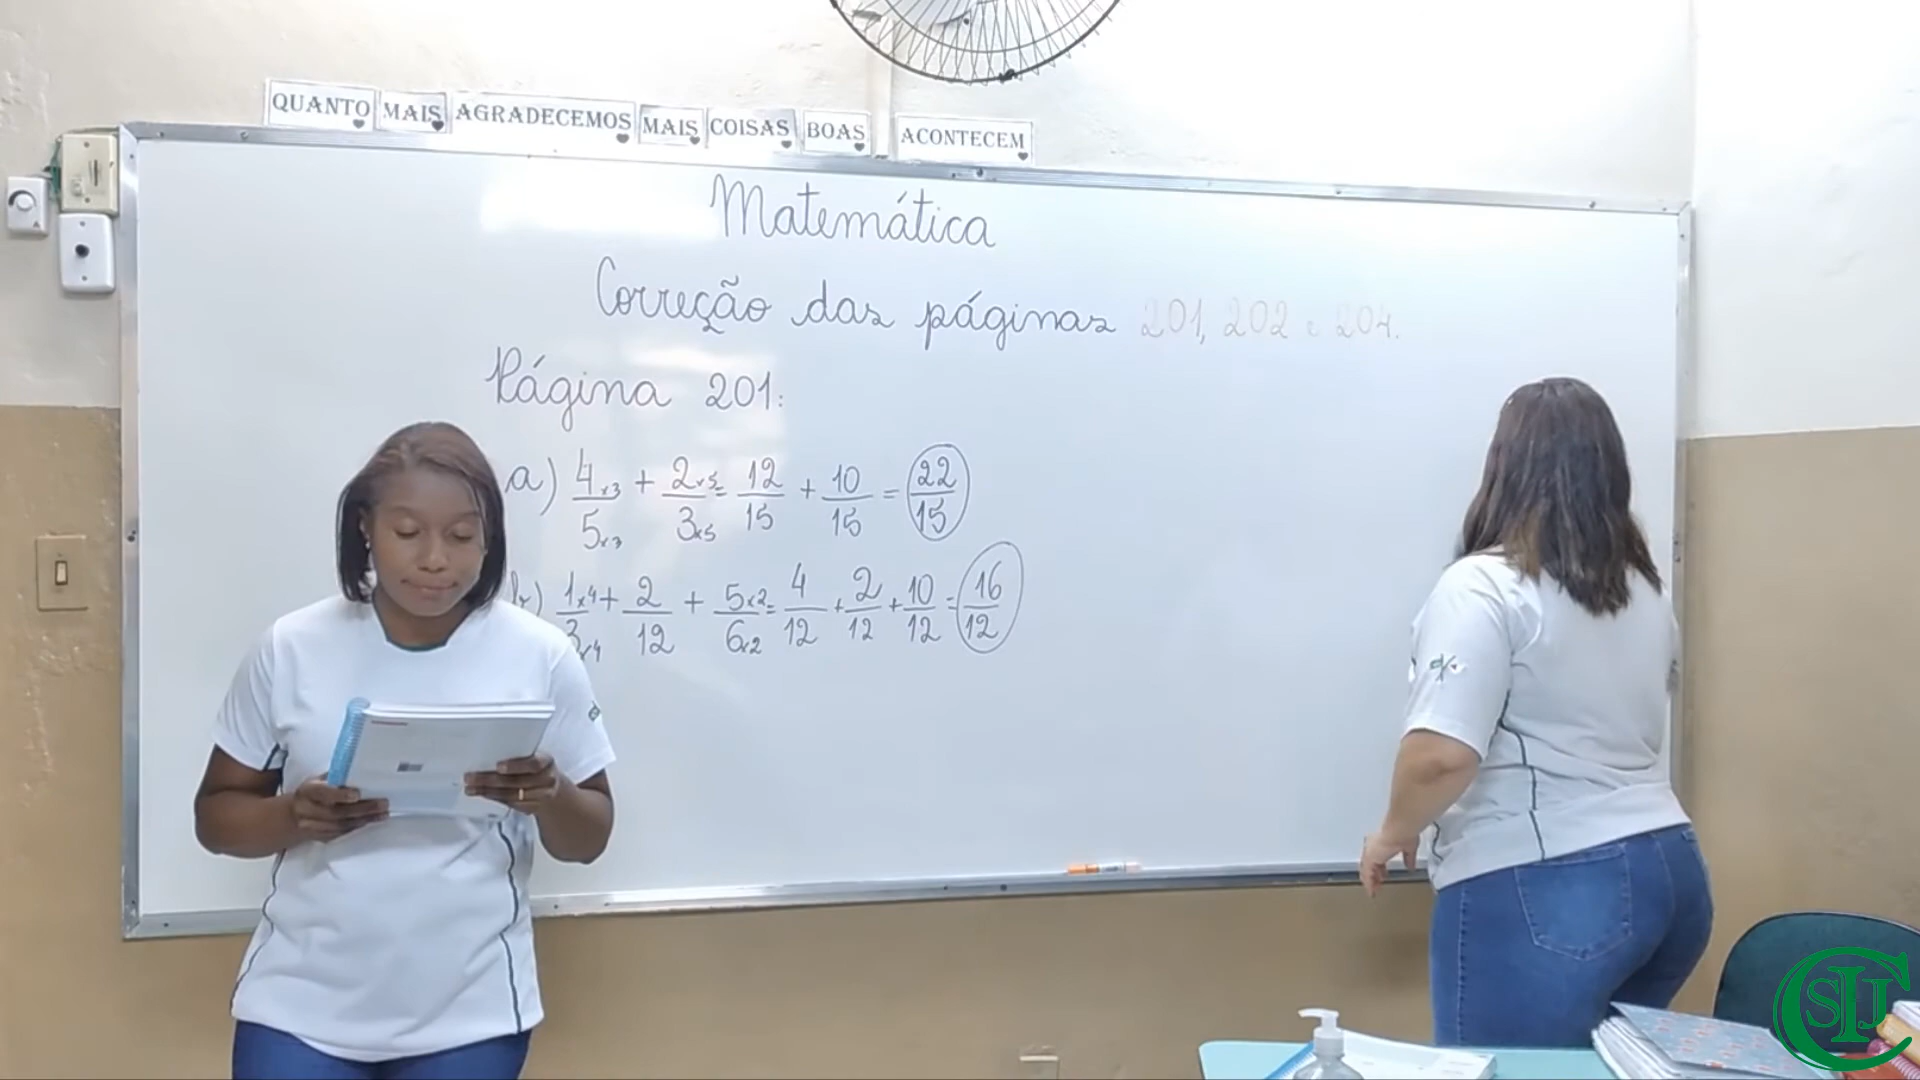 QUANTO MAIS AGRADECEMOS MAIS COISAS BOAS ACONTECEM
Matemática
Correção das páginas 201, 202 e 204.
Página 201:
a) 4x3/5x3 + 2x5/3x5 = 12/15 + 10/15 = 22/15
b) 1x4/3x4 + 2/12 + 5x2/6x2 = 4/12 + 2/12 + 10/12 = 16/12
CSIJ